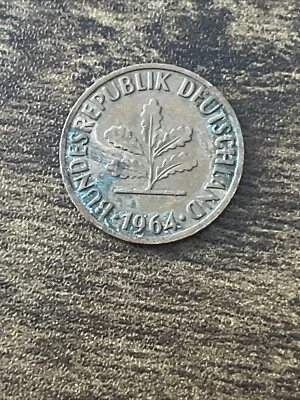 BUNDESREPUBLIK DEUTSCHLAND
· 1964 ·